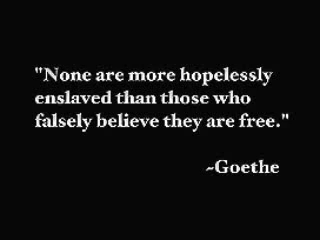 "None are more hopelessly
enslaved than those who
falsely believe they are free."
~Goethe